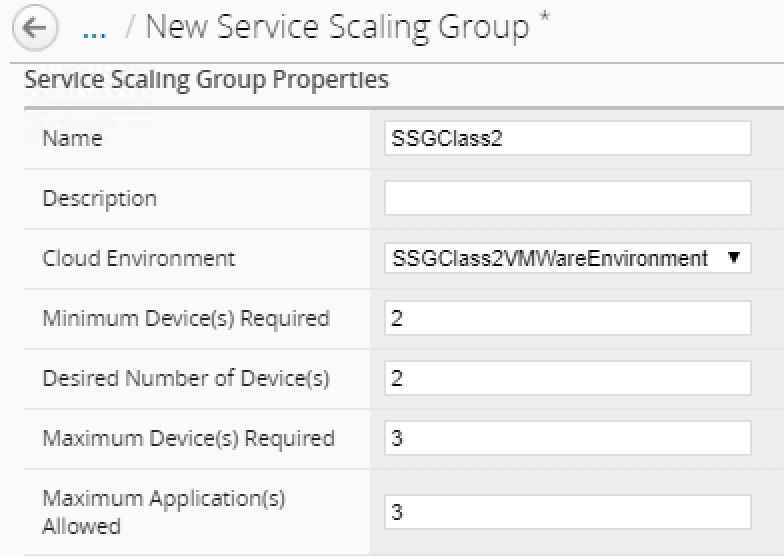 ... / New Service Scaling Group *
Service Scaling Group Properties
Name SSGClass2
Description
Cloud Environment SSGClass2VMWareEnvironment ▼
Minimum Device(s) Required 2
Desired Number of Device(s) 2
Maximum Device(s) Required 3
Maximum Application(s)
Allowed 3